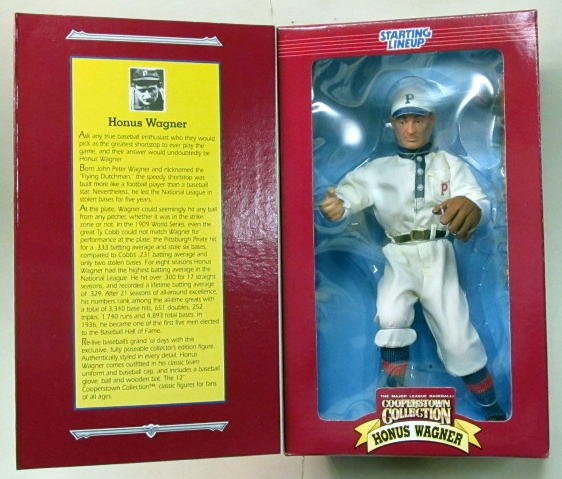 Honus Wagner
Ask any true baseball enthusiast who they would
pick as the greatest shortstop to ever play the
game, and their answer would undoubtedly be
Honus Wagner.
Born John Peter Wagner and nicknamed the
"Flying Dutchman," the speedy shortstop was
built more like a football player than a baseball
star. Nevertheless, he led the National League in
stolen bases for five years.
At the plate, Wagner could seemingly hit any ball
from any pitcher, whether it was in the strike
zone or not. In the 1909 World Series, even the
great Ty Cobb could not match Wagner for
performance at the plate: the Pittsburgh Pirate hit
for a .333 batting average and stole six bases,
compared to Cobb's .231 batting average and
only two stolen bases. For eight seasons Honus
Wagner had the highest batting average in the
National League. He hit over .300 for 17 straight
seasons, and recorded a lifetime batting average
of .329. After 21 seasons of all-around excellence,
his numbers rank among the all-time greats with
a total of 3,340 base hits, 651 doubles, 252
triples, 1,740 runs and 4,893 total bases. In
1936, he became one of the first five men elected
to the Baseball Hall of Fame.
Re-live baseball's grand 'ol days with the
exclusive, fully poseable collector's edition figure.
Authentically styled in every detail, Honus
Wagner comes outfitted in his classic team
uniform and baseball cap, and includes a baseball
glove, ball and wooden bat. The 12"
Cooperstown Collection™ classic figures for fans
of all ages.
STARTING
LINEUP
P
P
THE MAJOR LEAGUE BASEBALL
COOPERSTOWN
COLLECTION
HONUS WAGNER